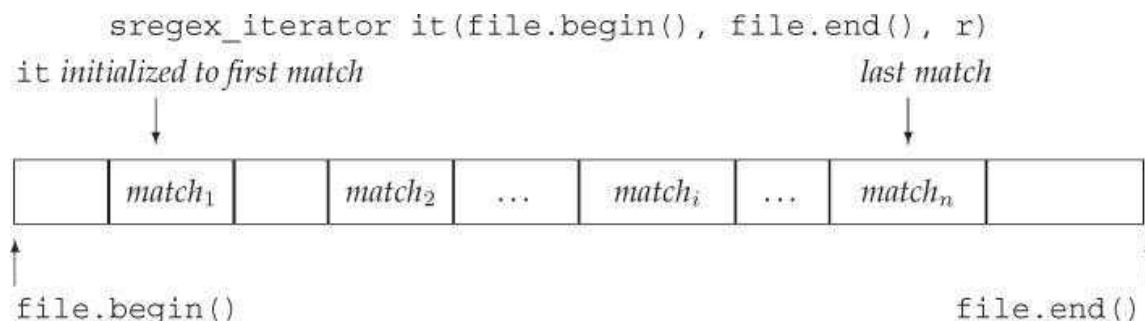 sregex_iterator it(file.begin(), file.end(), r)
it initialized to first match last match
match₁ match₂ ... matchᵢ ... matchₙ
file.begin() file.end()